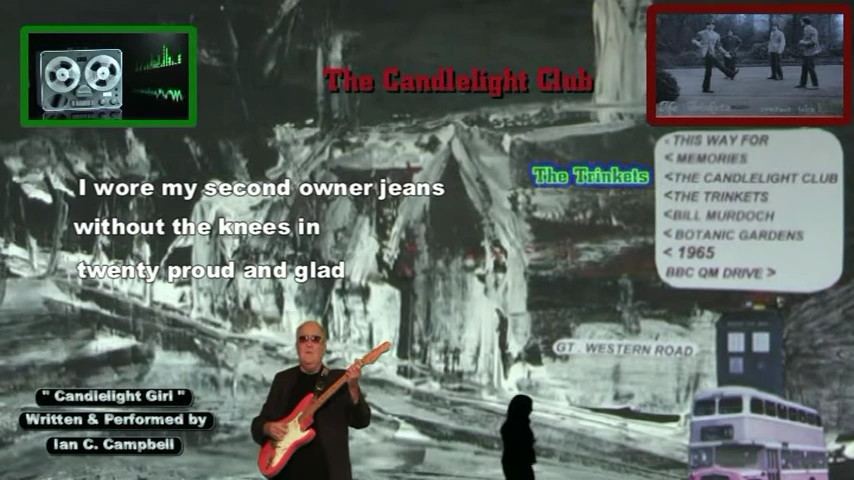 The Candlelight Club
The Trinkets
I wore my second owner jeans
without the knees in
twenty proud and glad
The Trinkets
< THIS WAY FOR
< MEMORIES
<THE CANDLELIGHT CLUB
<THE TRINKETS
<BILL MURDOCH
< BOTANIC GARDENS
< 1965
BBC QM DRIVE >
GT . WESTERN ROAD
" Candlelight Girl "
Written & Performed by
Ian C. Campbell